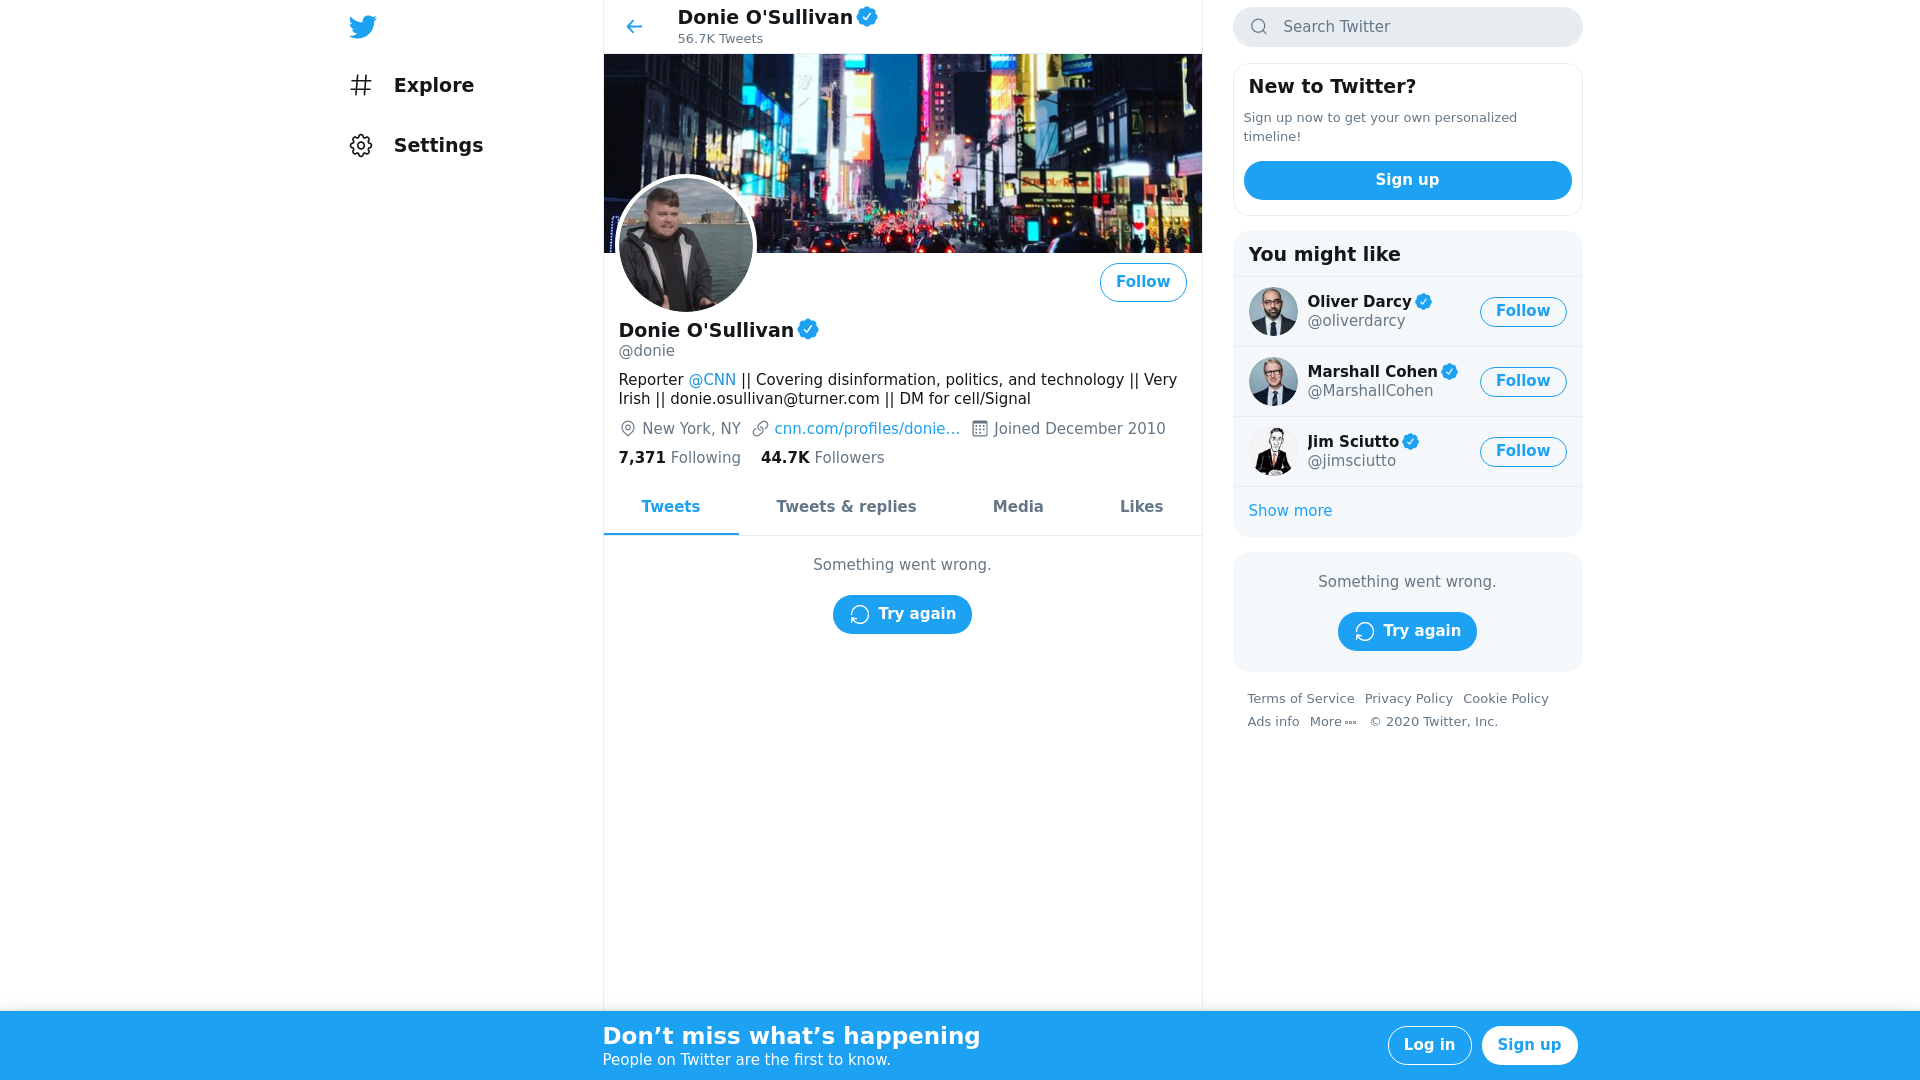 Explore
Settings
Donie O'Sullivan
56.7K Tweets
Follow
Donie O'Sullivan
@donie
Reporter @CNN || Covering disinformation, politics, and technology || Very
Irish || donie.osullivan@turner.com || DM for cell/Signal
New York, NY cnn.com/profiles/donie… Joined December 2010
7,371 Following 44.7K Followers
Tweets Tweets & replies Media Likes
Something went wrong.
Try again
Search Twitter
New to Twitter?
Sign up now to get your own personalized
timeline!
Sign up
You might like
Oliver Darcy
@oliverdarcy
Follow
Marshall Cohen
@MarshallCohen
Follow
Jim Sciutto
@jimsciutto
Follow
Show more
Something went wrong.
Try again
Terms of Service Privacy Policy Cookie Policy
Ads info More © 2020 Twitter, Inc.
Don’t miss what’s happening
People on Twitter are the first to know.
Log in Sign up